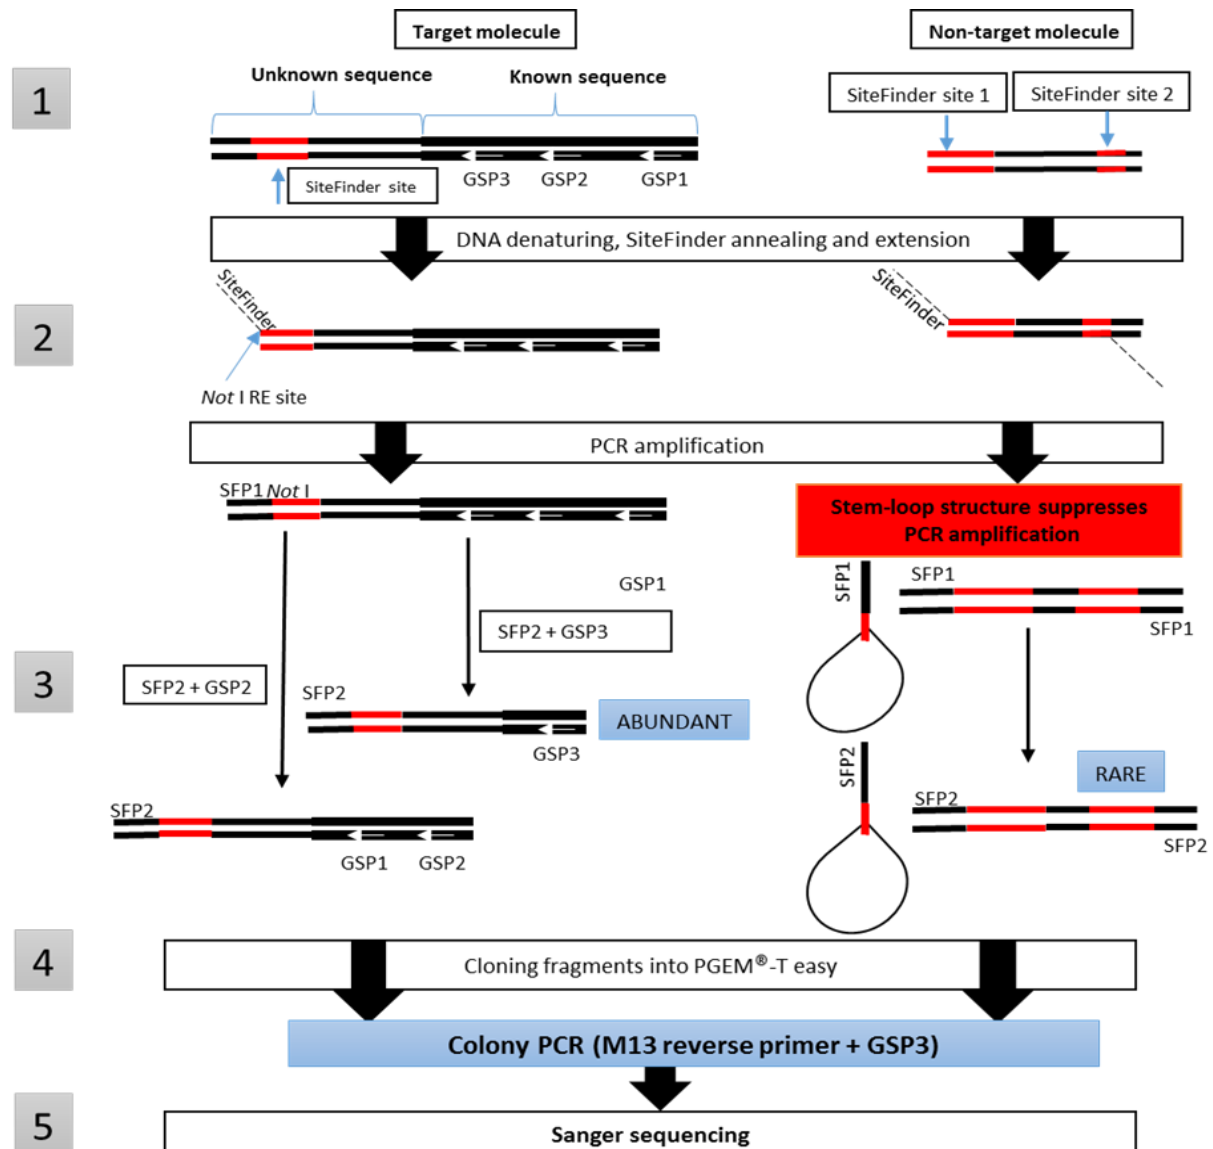 Target molecule
Non-target molecule
1
Unknown sequence
Known sequence
SiteFinder site 1
SiteFinder site 2
GSP3
GSP2
GSP1
SiteFinder site
DNA denaturing, SiteFinder annealing and extension
2
SiteFinder
SiteFinder
Not I RE site
PCR amplification
SFP1
Not I
Stem-loop structure suppresses
PCR amplification
GSP1
SFP1
SFP1
SFP1
SFP2 + GSP3
3
SFP2 + GSP2
SFP2
ABUNDANT
GSP3
SFP2
RARE
SFP2
SFP2
SFP2
GSP1
GSP2
4
Cloning fragments into PGEM®-T easy
Colony PCR (M13 reverse primer + GSP3)
5
Sanger sequencing